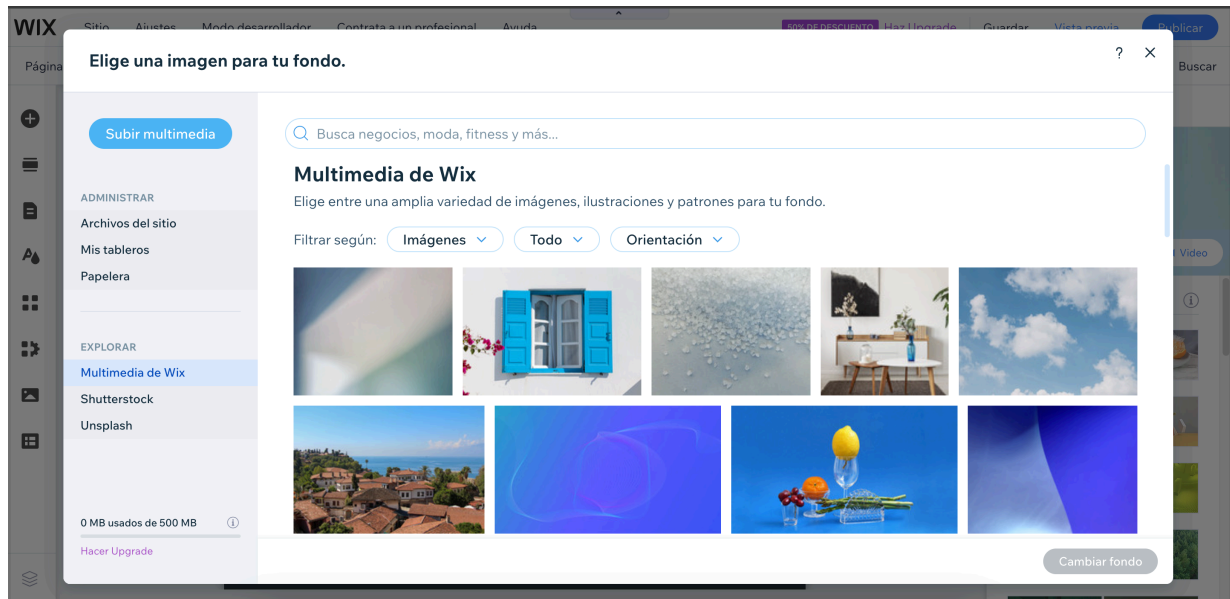 WIX Sitio Ajustes Modo desarrollador Contrata a un profesional Ayuda 50% DE DESCUENTO Haz Upgrade Guardar Vista previa Publicar
Página
Buscar
Elige una imagen para tu fondo.
?
Subir multimedia
ADMINISTRAR
Archivos del sitio
Mis tableros
Papelera
EXPLORAR
Multimedia de Wix
Shutterstock
Unsplash
0 MB usados de 500 MB
Hacer Upgrade
Busca negocios, moda, fitness y más...
Multimedia de Wix
Elige entre una amplia variedad de imágenes, ilustraciones y patrones para tu fondo.
Filtrar según: Imágenes Todo Orientación
Video
Cambiar fondo